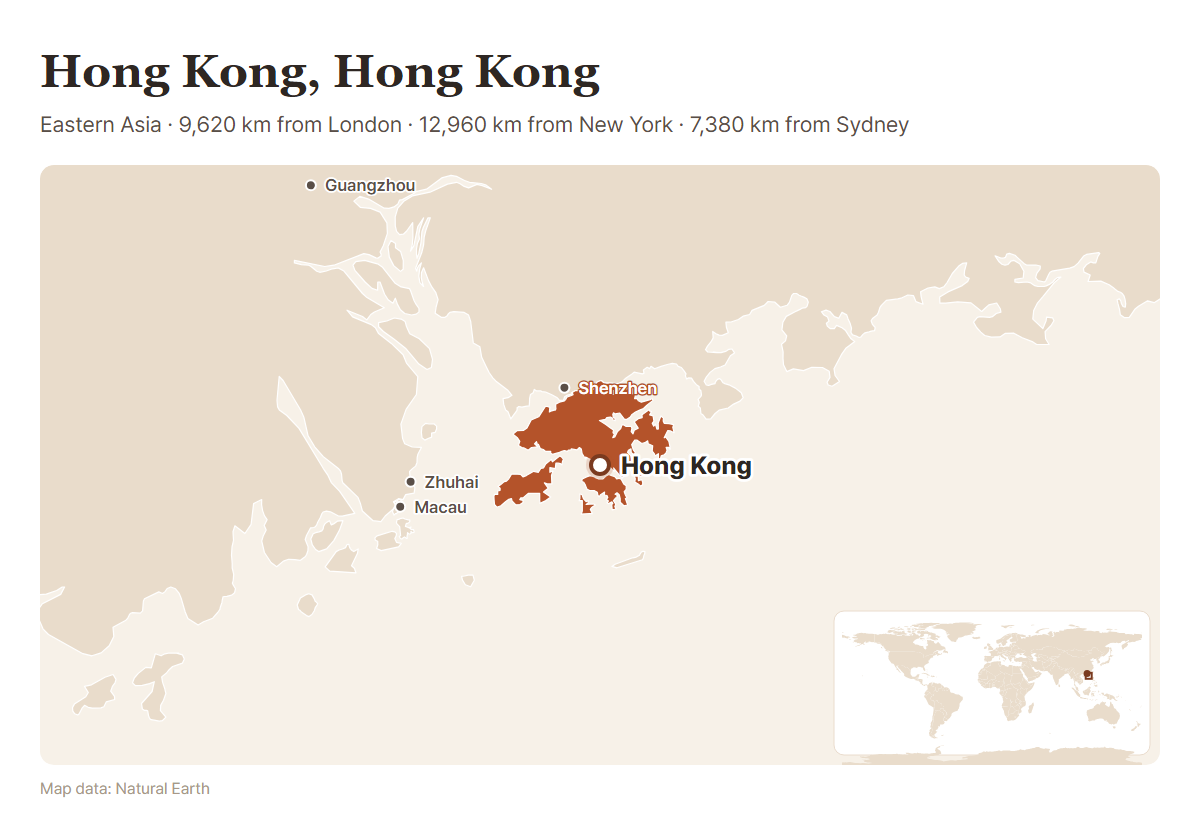 Hong Kong, Hong Kong
Eastern Asia · 9,620 km from London · 12,960 km from New York · 7,380 km from Sydney
Guangzhou
Shenzhen
Hong Kong
Zhuhai
Macau
Map data: Natural Earth